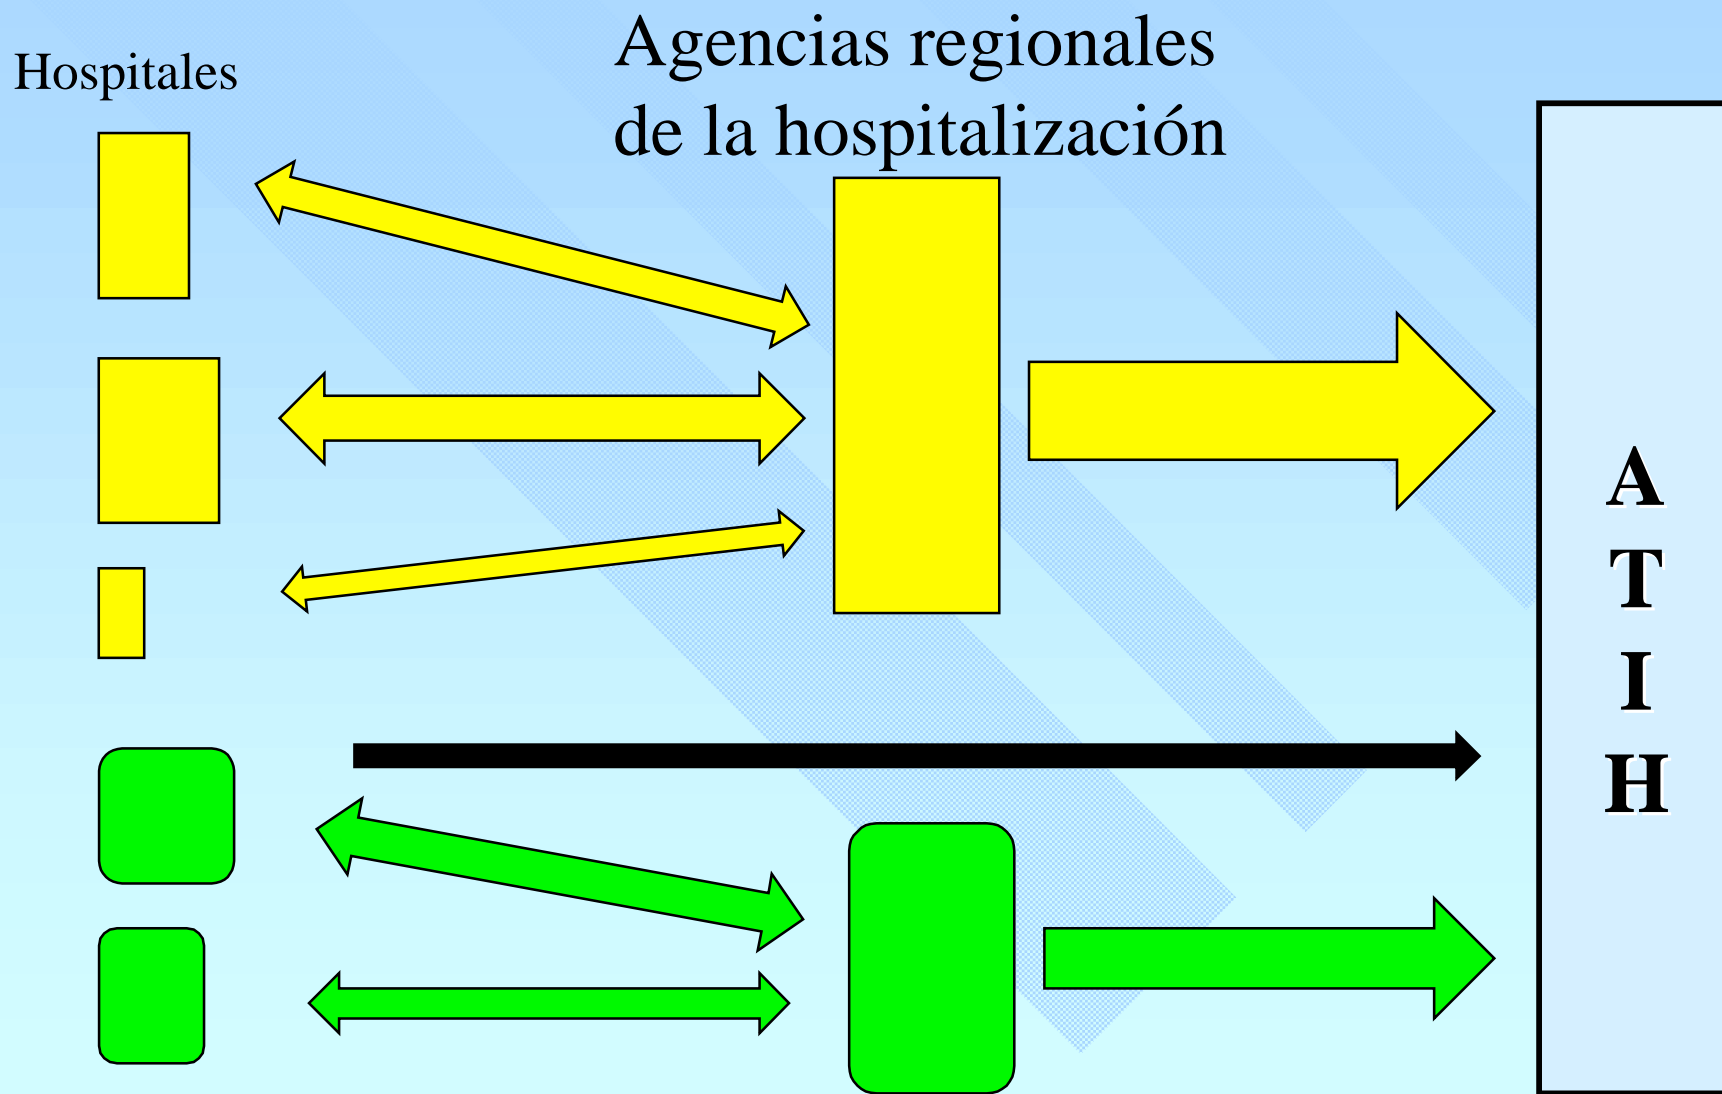 Hospitales
Agencias regionales
de la hospitalización
A
T
I
H